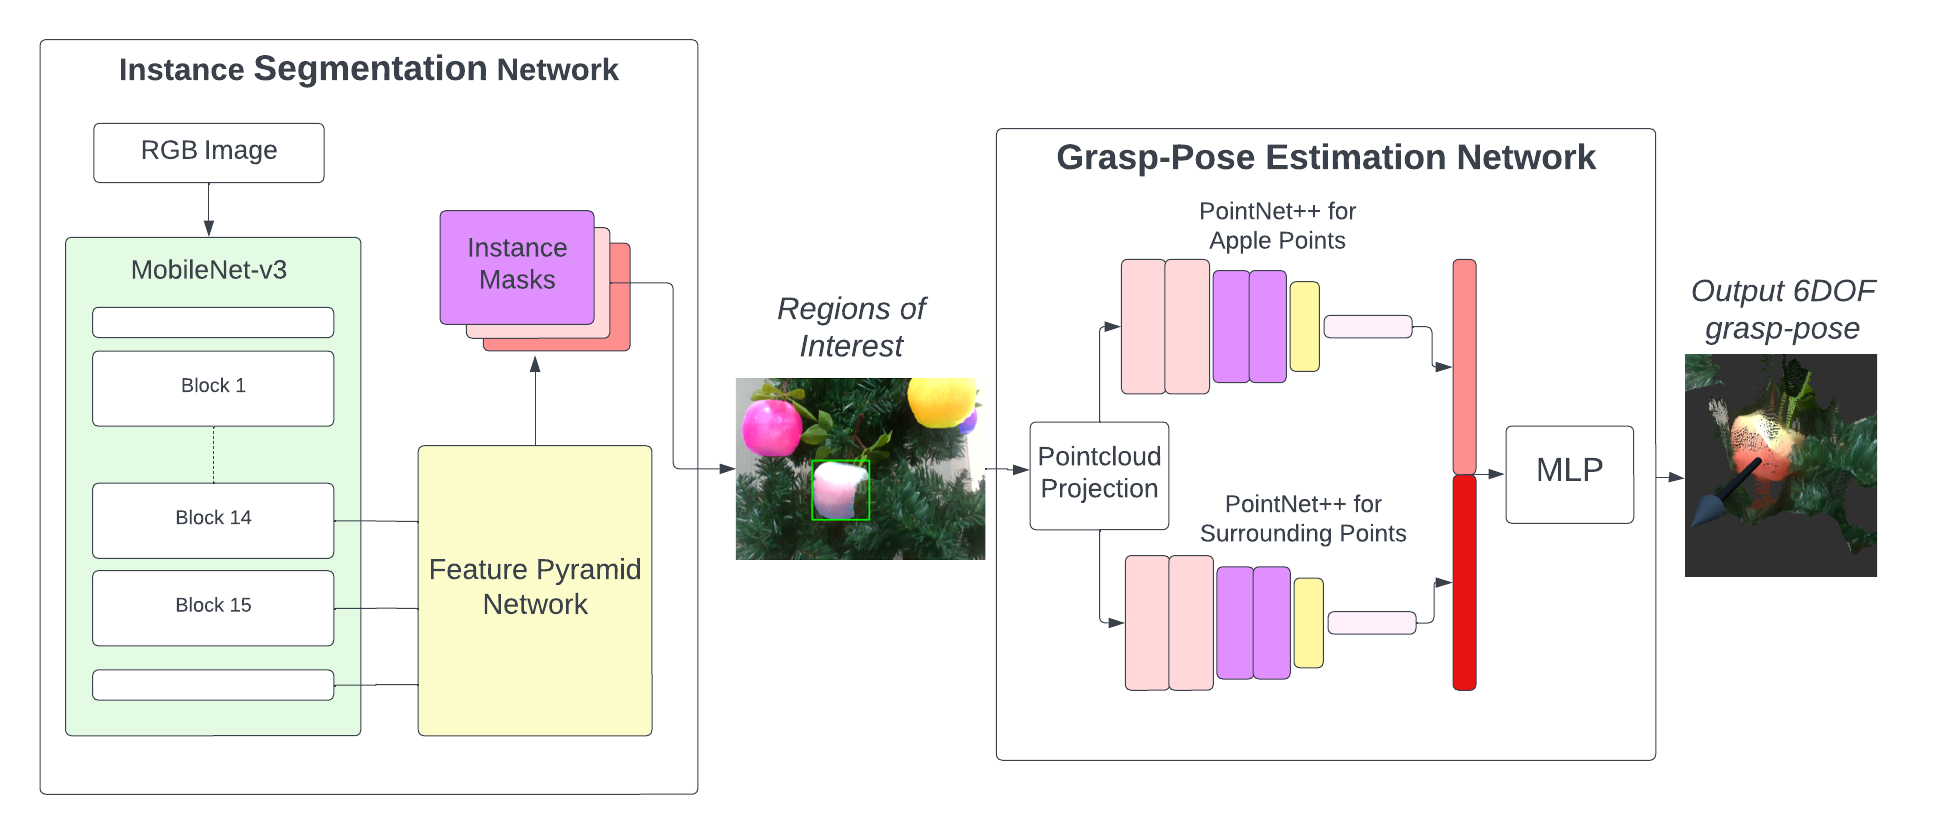 Instance Segmentation Network
RGB Image
MobileNet-v3
Block 1
Block 14
Block 15
Instance
Masks
Feature Pyramid
Network
Regions of
Interest
Grasp-Pose Estimation Network
PointNet++ for
Apple Points
Pointcloud
Projection
PointNet++ for
Surrounding Points
MLP
Output 6DOF
grasp-pose